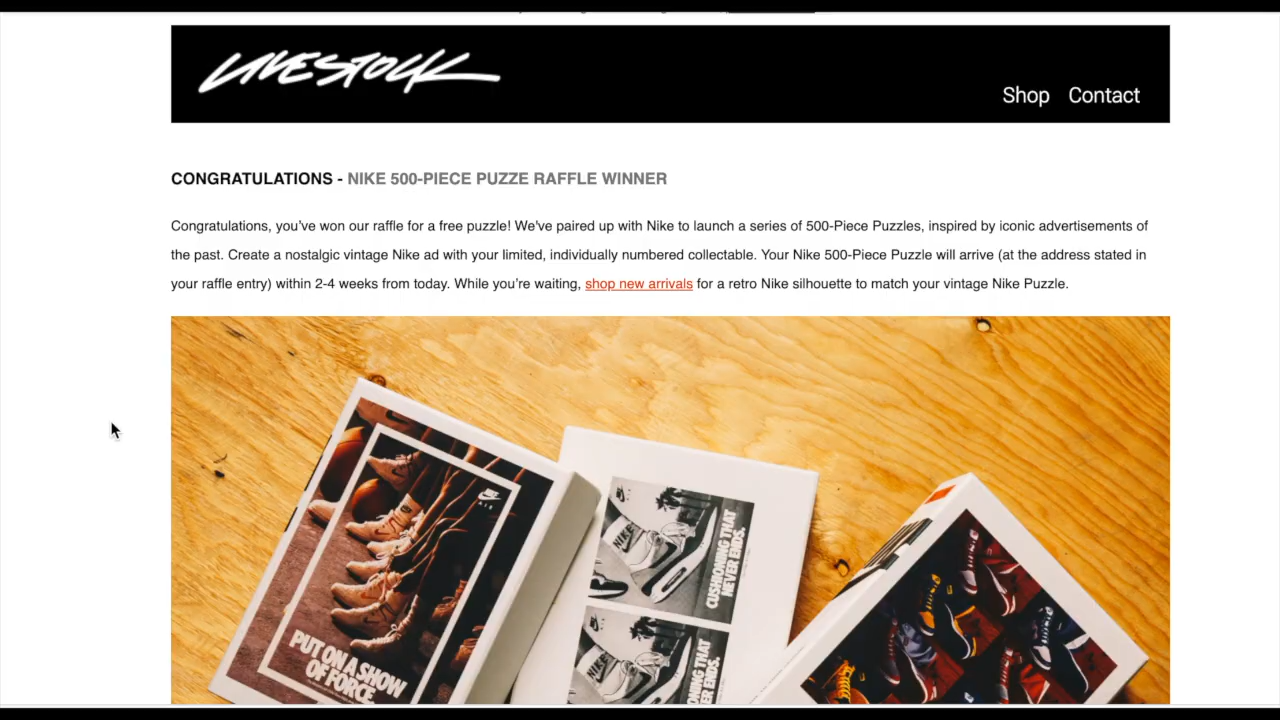 LIVESTOCK
Shop Contact
CONGRATULATIONS - NIKE 500-PIECE PUZZE RAFFLE WINNER
Congratulations, you've won our raffle for a free puzzle! We've paired up with Nike to launch a series of 500-Piece Puzzles, inspired by iconic advertisements of
the past. Create a nostalgic vintage Nike ad with your limited, individually numbered collectable. Your Nike 500-Piece Puzzle will arrive (at the address stated in
your raffle entry) within 2-4 weeks from today. While you're waiting, shop new arrivals for a retro Nike silhouette to match your vintage Nike Puzzle.
NIKE
AIR
PUT ON A SHOW
OF FORCE.
NIKE
CUSHIONING THAT
NEVER ENDS.
NIKE